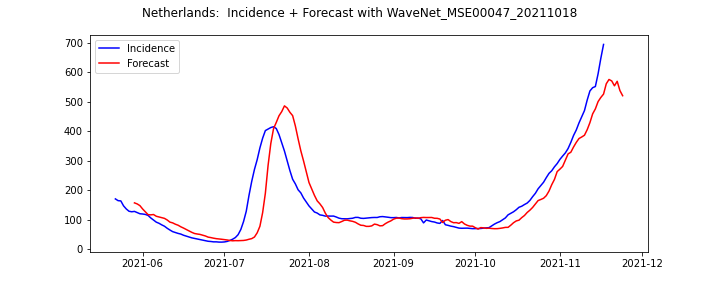 Netherlands:  Incidence + Forecast with WaveNet_MSE00047_20211018
700
600
500
400
300
200
100
0
Incidence
Forecast
2021-06 2021-07 2021-08 2021-09 2021-10 2021-11 2021-12